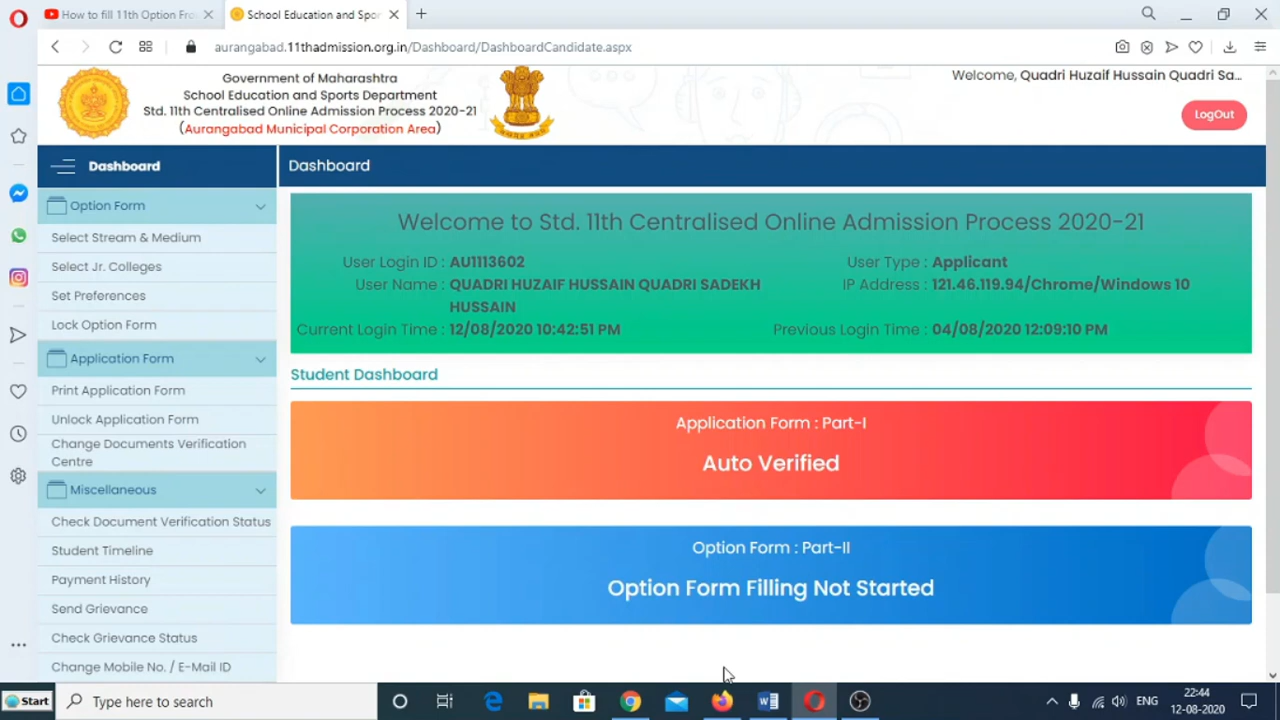 How to fill 11th Option Fro
School Education and Spor
aurangabad.11thadmission.org.in/Dashboard/DashboardCandidate.aspx
Government of Maharashtra
School Education and Sports Department
Std. 11th Centralised Online Admission Process 2020-21
(Aurangabad Municipal Corporation Area)
Welcome, Quadri Huzaif Hussain Quadri Sa...
LogOut
Dashboard
Option Form
Select Stream & Medium
Select Jr. Colleges
Set Preferences
Lock Option Form
Application Form
Print Application Form
Unlock Application Form
Change Documents Verification
Centre
Miscellaneous
Check Document Verification Status
Student Timeline
Payment History
Send Grievance
Check Grievance Status
Change Mobile No. / E-Mail ID
Dashboard
Welcome to Std. 11th Centralised Online Admission Process 2020-21
User Login ID : AU1113602
User Type : Applicant
User Name : QUADRI HUZAIF HUSSAIN QUADRI SADEKH
HUSSAIN
IP Address : 121.46.119.94/Chrome/Windows 10
Current Login Time : 12/08/2020 10:42:51 PM
Previous Login Time : 04/08/2020 12:09:10 PM
Student Dashboard
Application Form : Part-I
Auto Verified
Option Form : Part-II
Option Form Filling Not Started
Start
Type here to search
ENG
22:44
12-08-2020